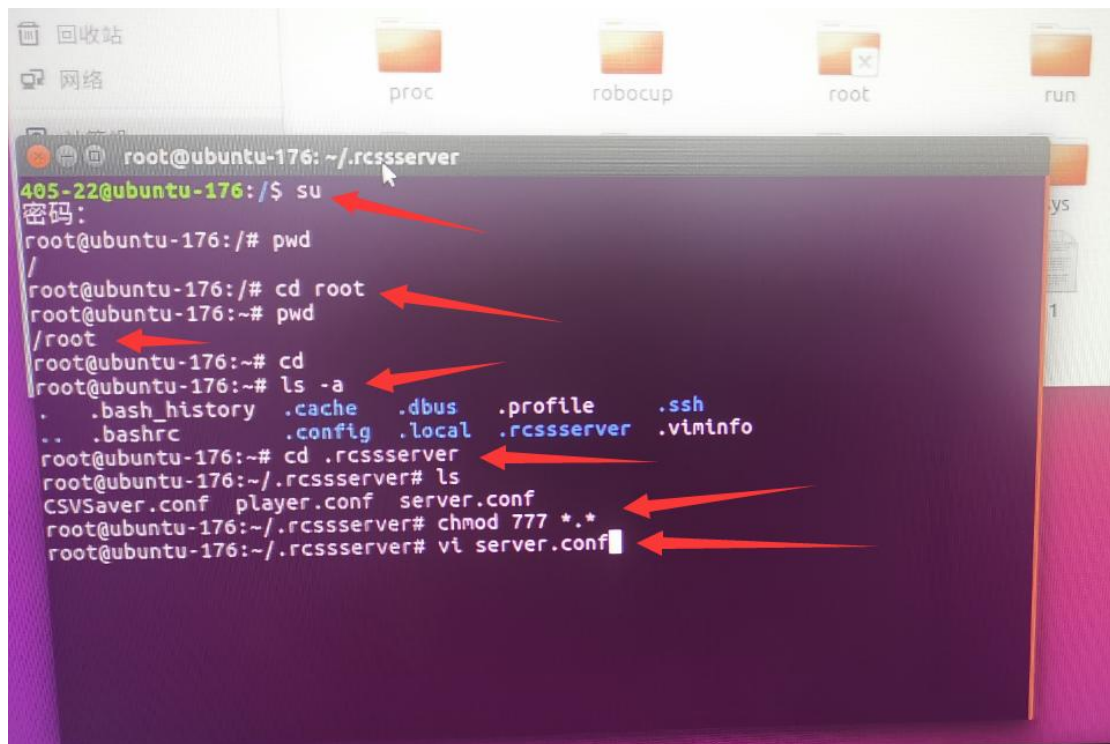 回收站
网络
proc
robocup
root
run
root@ubuntu-176: ~/.rcssserver
405-22@ubuntu-176:/$ su
密码：
root@ubuntu-176:/# pwd
/
root@ubuntu-176:/# cd root
root@ubuntu-176:~# pwd
/root
root@ubuntu-176:~# cd
root@ubuntu-176:~# ls -a
. .bash_history .cache .dbus .profile .ssh
.. .bashrc .config .local .rcssserver .viminfo
root@ubuntu-176:~# cd .rcssserver
root@ubuntu-176:~/.rcssserver# ls
CSVSaver.conf player.conf server.conf
root@ubuntu-176:~/.rcssserver# chmod 777 *.*
root@ubuntu-176:~/.rcssserver# vi server.conf